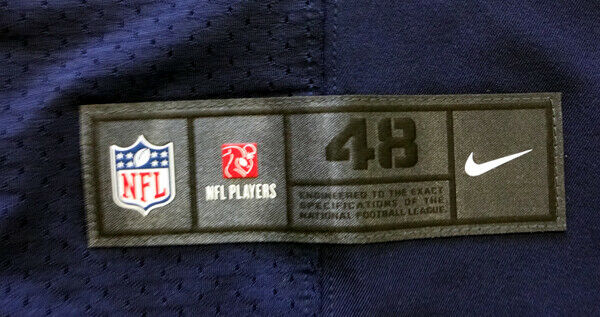 NFL
NFL PLAYERS
48
ENGINEERED TO THE EXACT
SPECIFICATIONS OF THE
NATIONAL FOOTBALL LEAGUE.